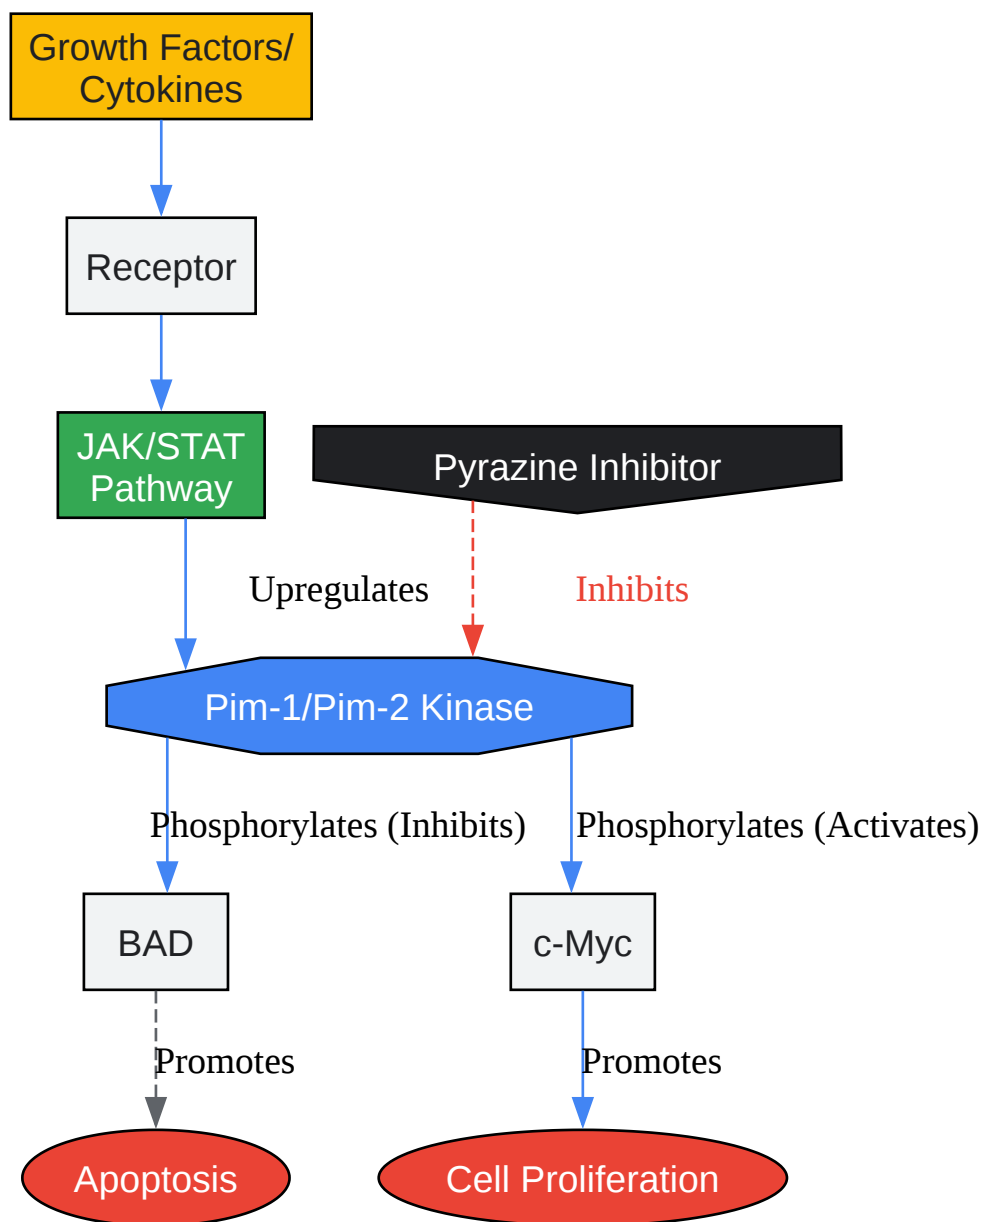 Growth Factors/
Cytokines
Receptor
JAK/STAT
Pathway
Pyrazine Inhibitor
Upregulates
Inhibits
Pim-1/Pim-2 Kinase
Phosphorylates (Inhibits)
Phosphorylates (Activates)
BAD
c-Myc
Promotes
Promotes
Apoptosis
Cell Proliferation